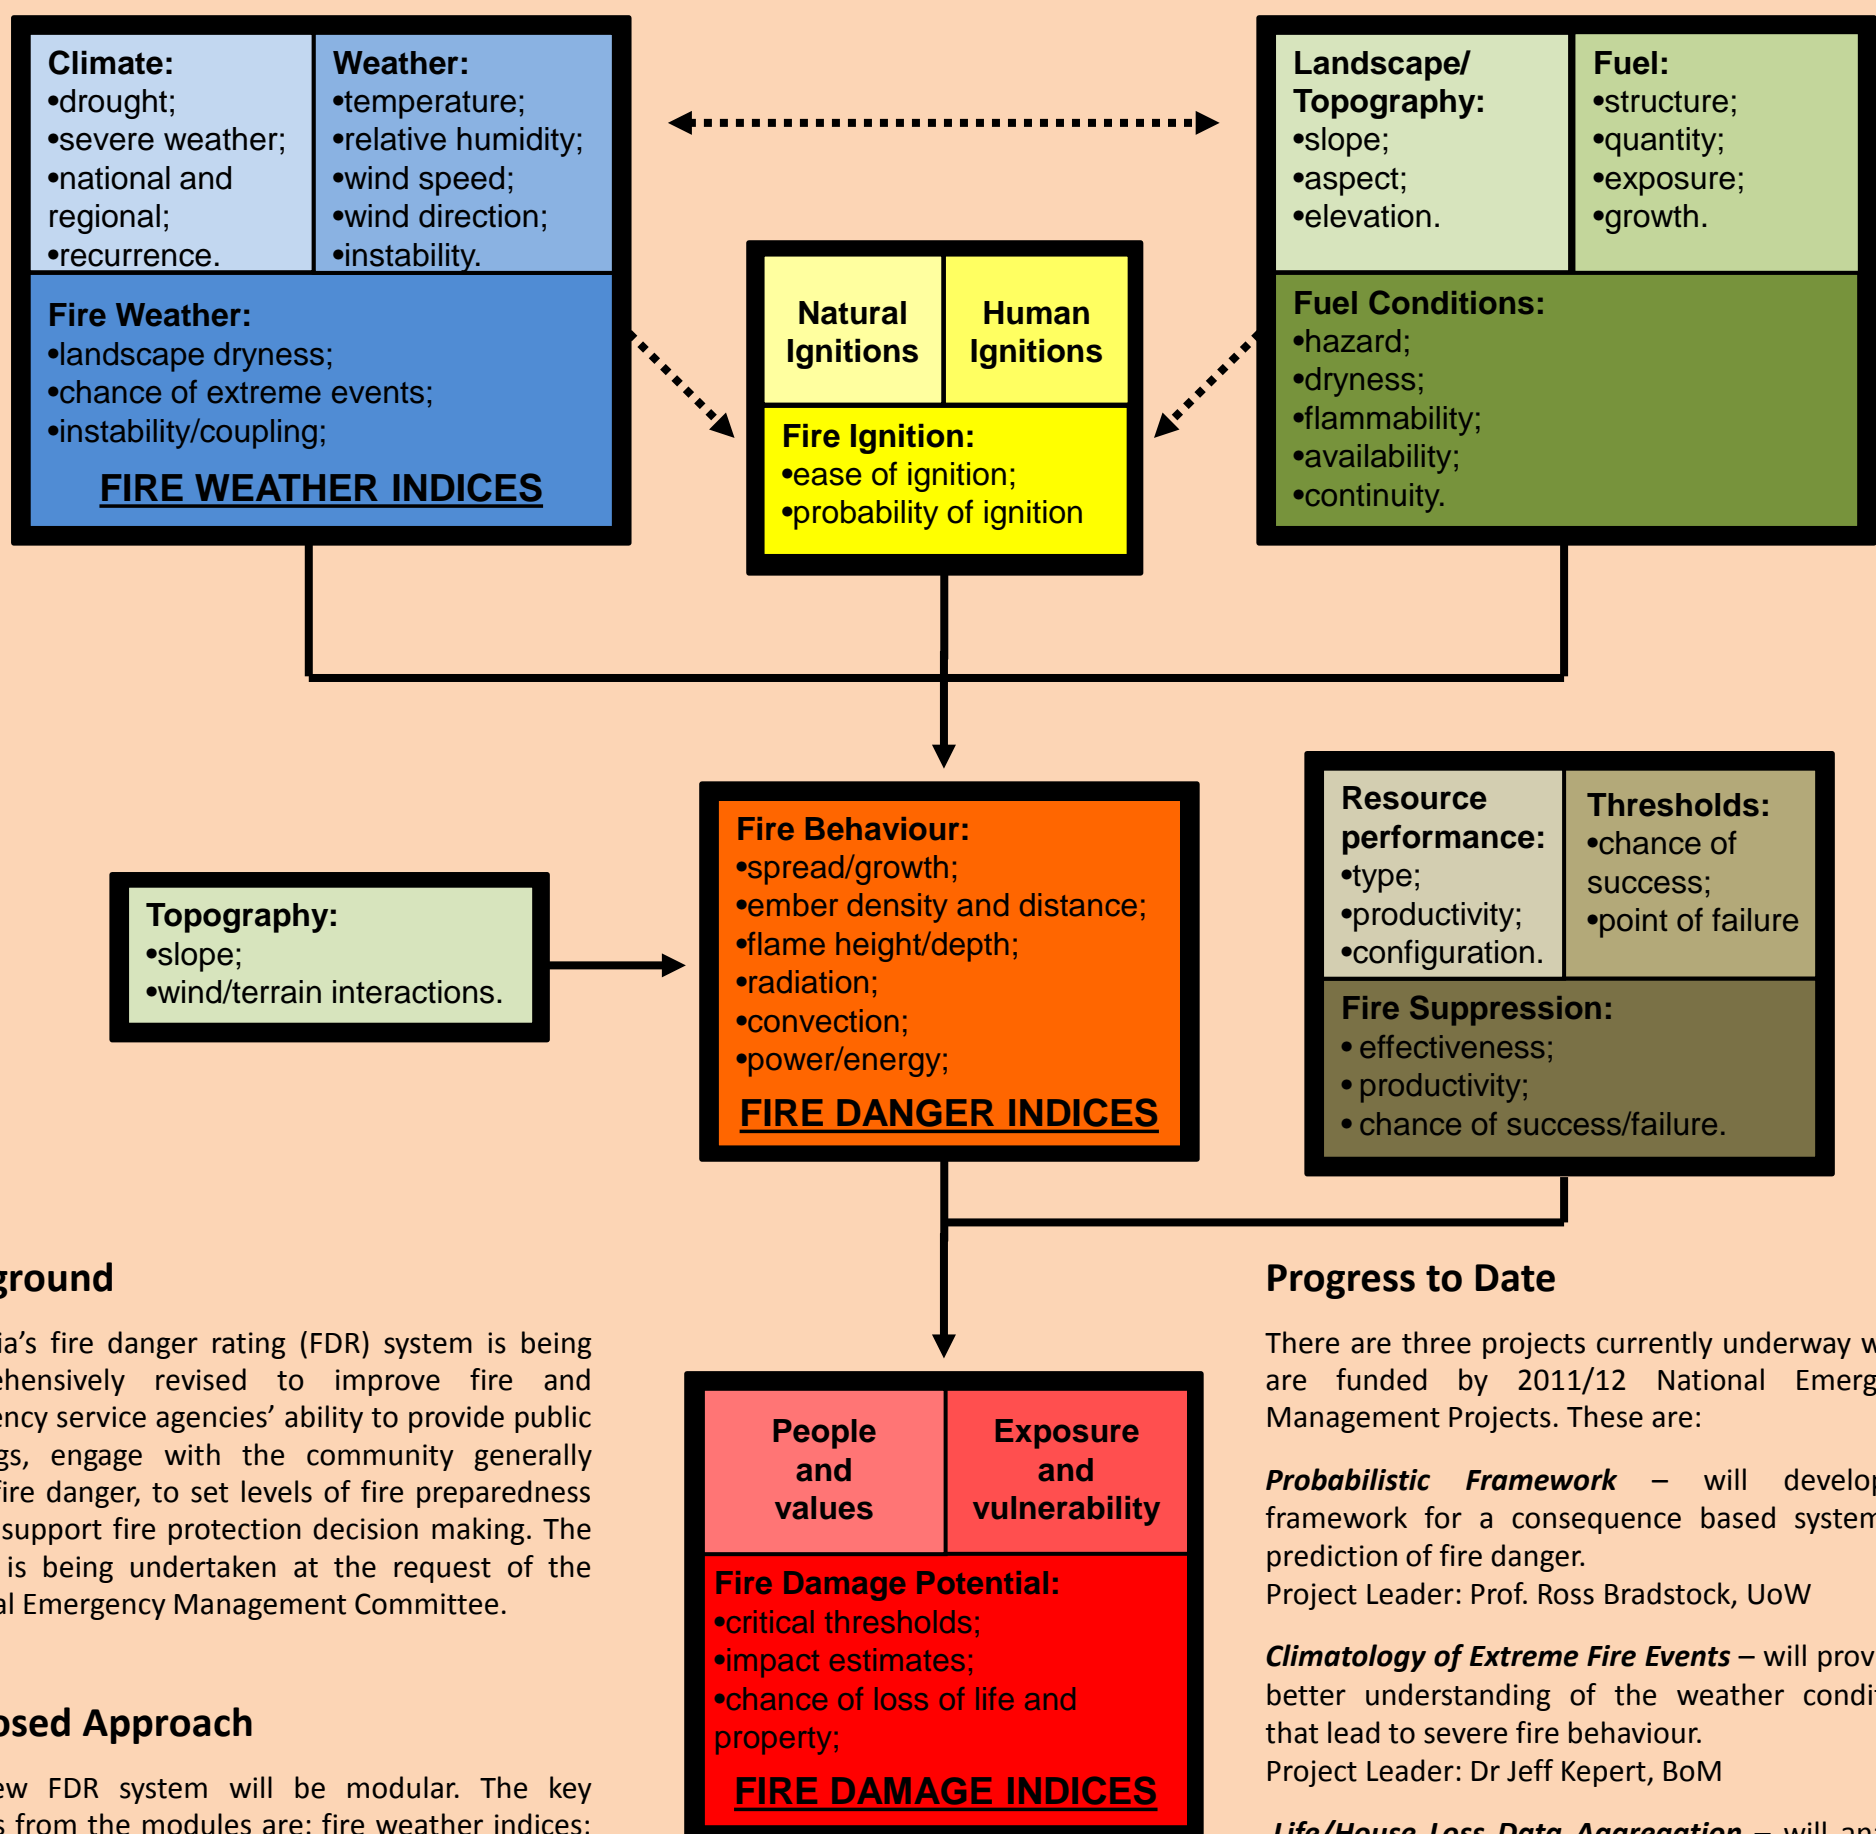 Climate:
•drought;
•severe weather;
•national and
regional;
•recurrence.
Weather:
•temperature;
•relative humidity;
•wind speed;
•wind direction;
•instability.
Fire Weather:
•landscape dryness;
•chance of extreme events;
•instability/coupling;
FIRE WEATHER INDICES
Natural
Ignitions
Human
Ignitions
Fire Ignition:
•ease of ignition;
•probability of ignition
Landscape/
Topography:
•slope;
•aspect;
•elevation.
Fuel:
•structure;
•quantity;
•exposure;
•growth.
Fuel Conditions:
•hazard;
•dryness;
•flammability;
•availability;
•continuity.
Topography:
•slope;
•wind/terrain interactions.
Fire Behaviour:
•spread/growth;
•ember density and distance;
•flame height/depth;
•radiation;
•convection;
•power/energy;
FIRE DANGER INDICES
Resource
performance:
•type;
•productivity;
•configuration.
Thresholds:
•chance of
success;
•point of failure
Fire Suppression:
• effectiveness;
• productivity;
• chance of success/failure.
fire danger rating (FDR) system is being
revised to improve fire and
service agencies’ ability to provide public
engage with the community generally
fire danger, to set levels of fire preparedness
support fire protection decision making. The
is being undertaken at the request of the
Emergency Management Committee.
Approach
FDR system will be modular. The key
from the modules are: fire weather indices;
People
and
values
Exposure
and
vulnerability
Fire Damage Potential:
•critical thresholds;
•impact estimates;
•chance of loss of life and
property;
FIRE DAMAGE INDICES
Progress to Date
There are three projects currently underway
are funded by 2011/12 National
Management Projects. These are:
Probabilistic Framework – will
framework for a consequence based system
prediction of fire danger.
Project Leader: Prof. Ross Bradstock, UoW
Climatology of Extreme Fire Events – will
better understanding of the weather
that lead to severe fire behaviour.
Project Leader: Dr Jeff Kepert, BoM
Life/House Loss Data Aggregation – will